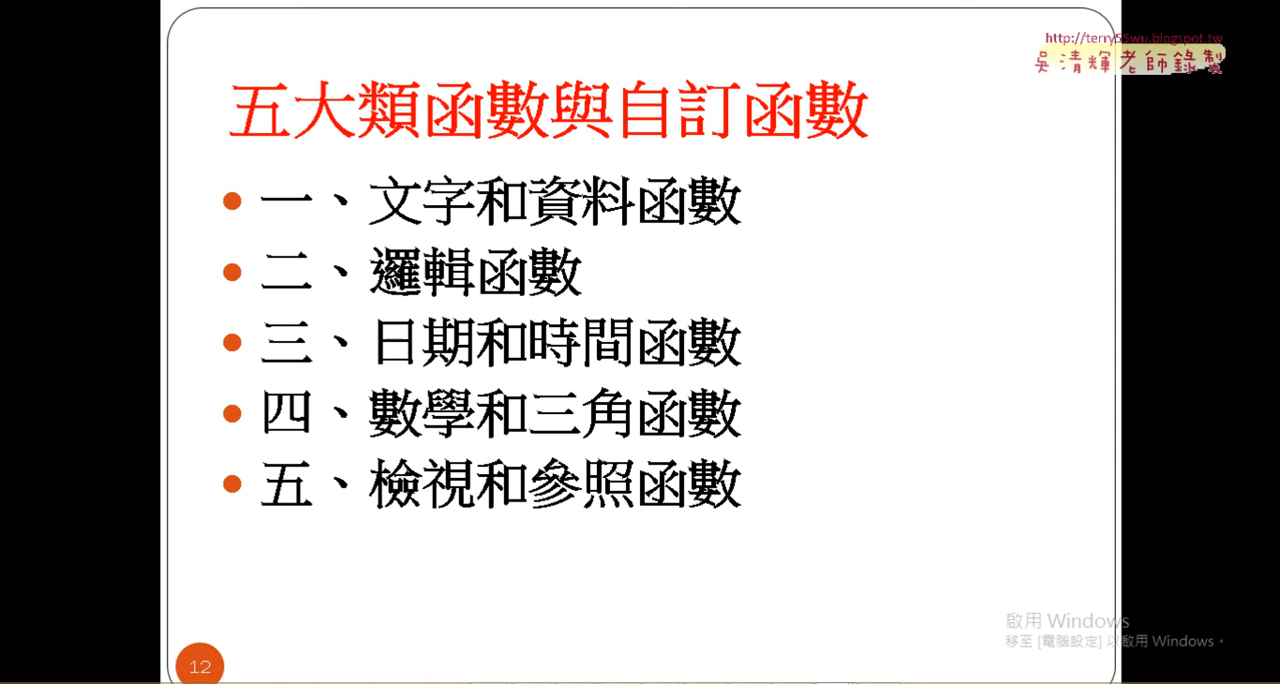 http://terry55wu.blogspot.tw
吳清輝老師錄製
五大類函數與自訂函數
一、文字和資料函數
二、邏輯函數
三、日期和時間函數
四、數學和三角函數
五、檢視和參照函數
啟用 Windows
移至 [電腦設定] 以啟用 Windows。
12